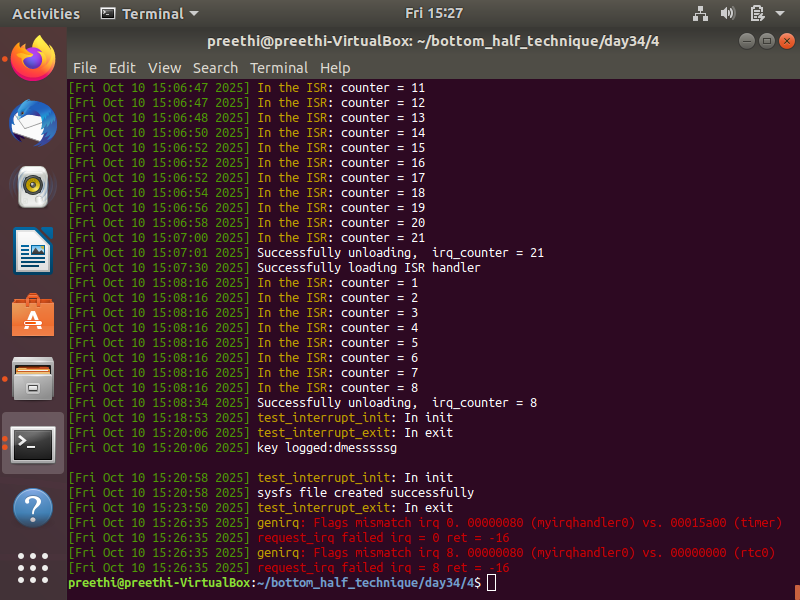 Activities Terminal Fri 15:27
preethi@preethi-VirtualBox: ~/bottom_half_technique/day34/4
File Edit View Search Terminal Help
[Fri Oct 10 15:06:47 2025] In the ISR: counter = 11
[Fri Oct 10 15:06:47 2025] In the ISR: counter = 12
[Fri Oct 10 15:06:48 2025] In the ISR: counter = 13
[Fri Oct 10 15:06:50 2025] In the ISR: counter = 14
[Fri Oct 10 15:06:52 2025] In the ISR: counter = 15
[Fri Oct 10 15:06:52 2025] In the ISR: counter = 16
[Fri Oct 10 15:06:52 2025] In the ISR: counter = 17
[Fri Oct 10 15:06:54 2025] In the ISR: counter = 18
[Fri Oct 10 15:06:56 2025] In the ISR: counter = 19
[Fri Oct 10 15:06:58 2025] In the ISR: counter = 20
[Fri Oct 10 15:07:00 2025] In the ISR: counter = 21
[Fri Oct 10 15:07:01 2025] Successfully unloading,  irq_counter = 21
[Fri Oct 10 15:07:30 2025] Successfully loading ISR handler
[Fri Oct 10 15:08:16 2025] In the ISR: counter = 1
[Fri Oct 10 15:08:16 2025] In the ISR: counter = 2
[Fri Oct 10 15:08:16 2025] In the ISR: counter = 3
[Fri Oct 10 15:08:16 2025] In the ISR: counter = 4
[Fri Oct 10 15:08:16 2025] In the ISR: counter = 5
[Fri Oct 10 15:08:16 2025] In the ISR: counter = 6
[Fri Oct 10 15:08:16 2025] In the ISR: counter = 7
[Fri Oct 10 15:08:16 2025] In the ISR: counter = 8
[Fri Oct 10 15:08:34 2025] Successfully unloading,  irq_counter = 8
[Fri Oct 10 15:18:53 2025] test_interrupt_init: In init
[Fri Oct 10 15:20:06 2025] test_interrupt_exit: In exit
[Fri Oct 10 15:20:06 2025] key logged:dmesssssg
[Fri Oct 10 15:20:58 2025] test_interrupt_init: In init
[Fri Oct 10 15:20:58 2025] sysfs file created successfully
[Fri Oct 10 15:23:50 2025] test_interrupt_exit: In exit
[Fri Oct 10 15:26:35 2025] genirq: Flags mismatch irq 0. 00000080 (myirqhandler0) vs. 00015a00 (timer)
[Fri Oct 10 15:26:35 2025] request_irq failed irq = 0 ret = -16
[Fri Oct 10 15:26:35 2025] genirq: Flags mismatch irq 8. 00000080 (myirqhandler0) vs. 00000000 (rtc0)
[Fri Oct 10 15:26:35 2025] request_irq failed irq = 8 ret = -16
preethi@preethi-VirtualBox:~/bottom_half_technique/day34/4$